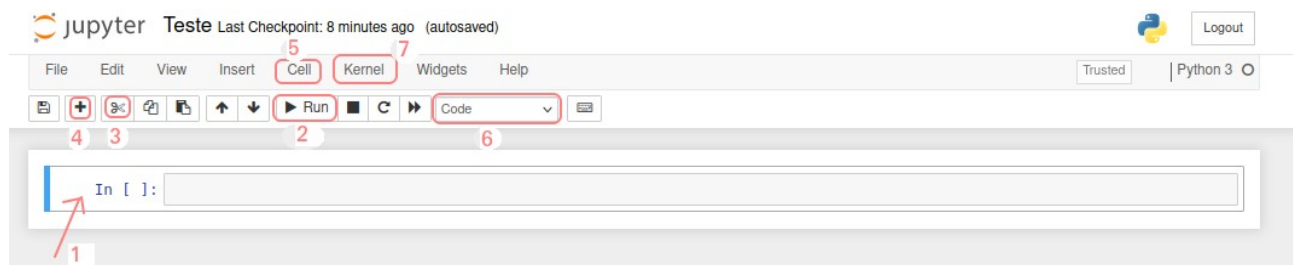 jupyter Teste Last Checkpoint: 8 minutes ago (autosaved) Logout
5 7
File Edit View Insert Cell Kernel Widgets Help Trusted Python 3
Run Code
4 3 2 6
In [ ]:
1